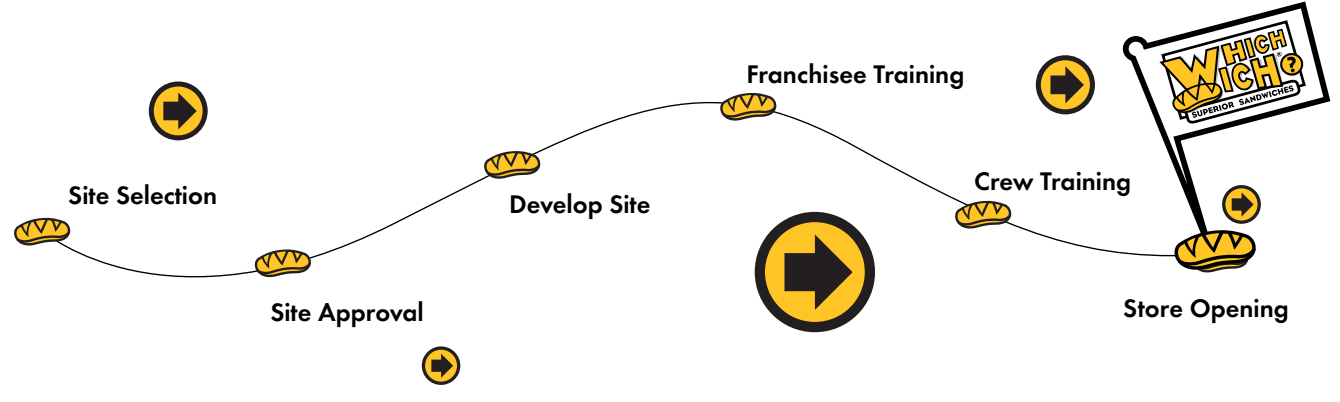 Site Selection
Site Approval
Develop Site
Franchisee Training
Crew Training
WHICH
WICH®?
SUPERIOR SANDWICHES
Store Opening